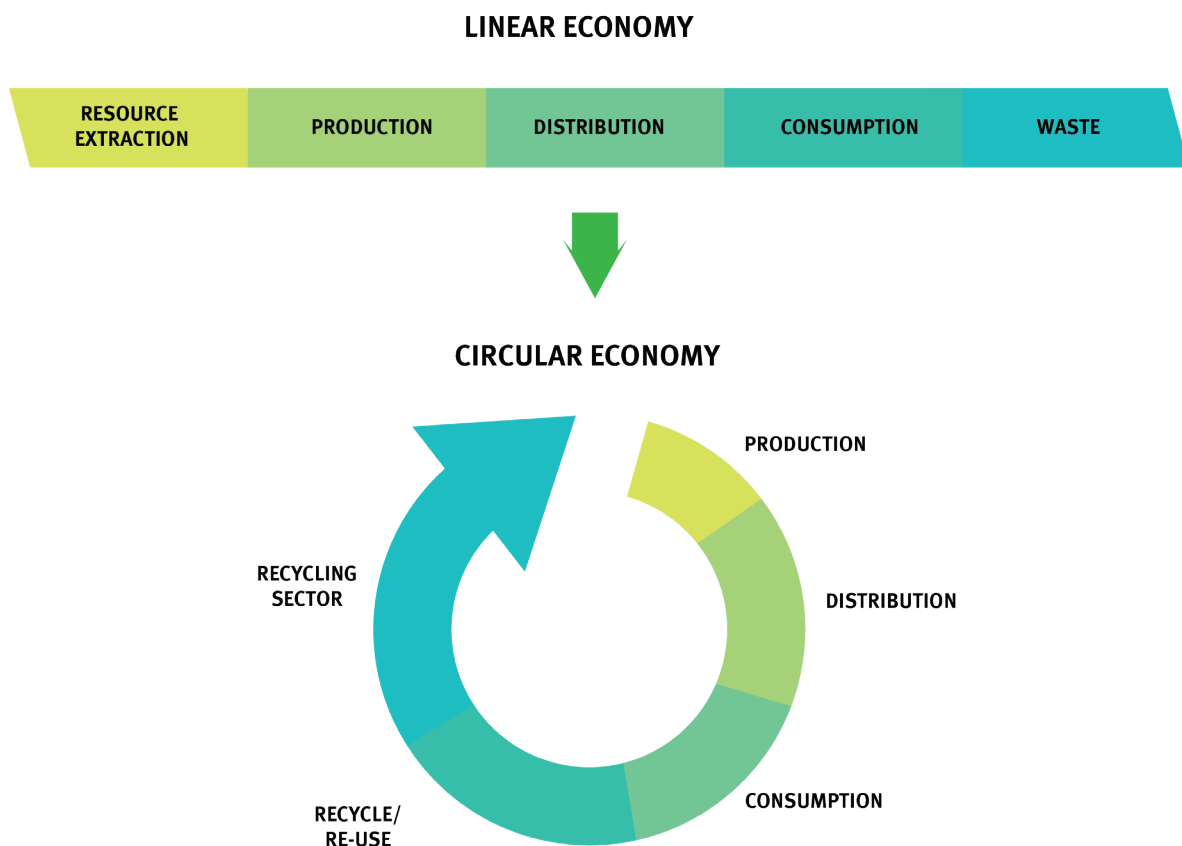 LINEAR ECONOMY
RESOURCE
EXTRACTION
PRODUCTION
DISTRIBUTION
CONSUMPTION
WASTE
CIRCULAR ECONOMY
PRODUCTION
DISTRIBUTION
CONSUMPTION
RECYCLE/
RE-USE
RECYCLING
SECTOR